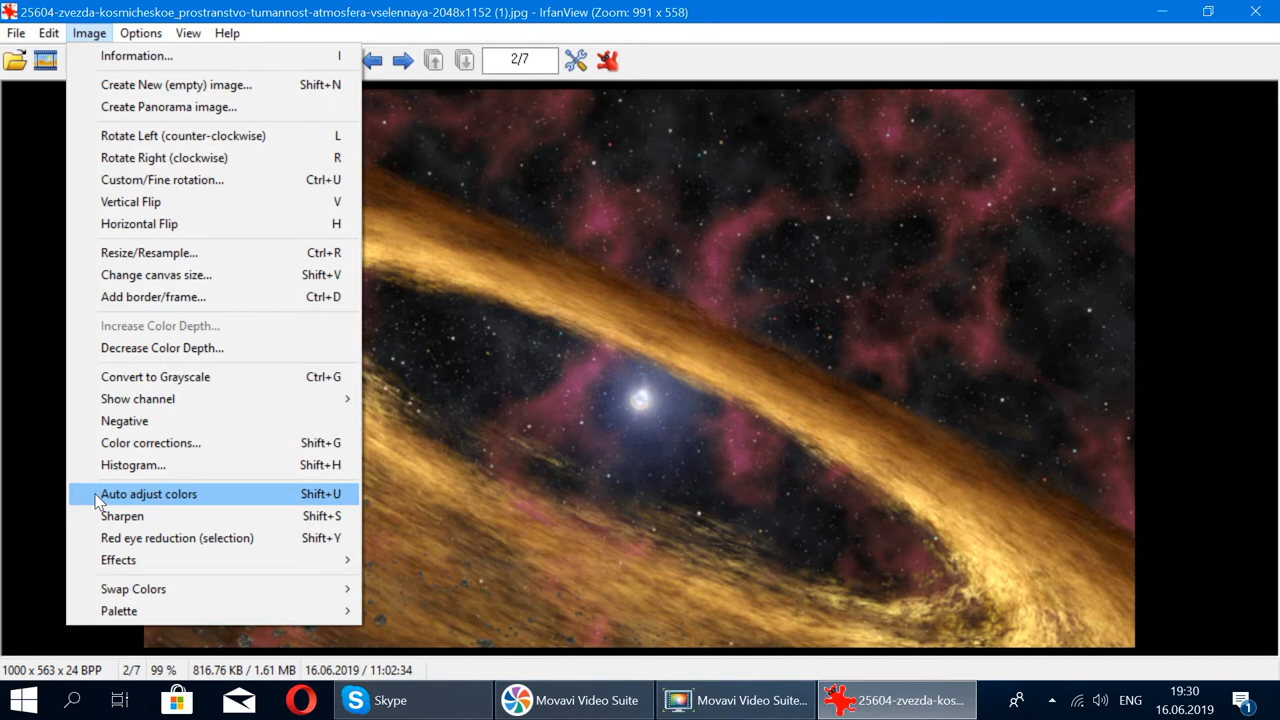 25604-zvezda-kosmicheskoe_prostranstvo-tumannost-atmosfera-vselennaya-2048x1152 (1).jpg - IrfanView (Zoom: 991 x 558)
File Edit Image Options View Help
2/7
Information... I
Create New (empty) image... Shift+N
Create Panorama image...
Rotate Left (counter-clockwise) L
Rotate Right (clockwise) R
Custom/Fine rotation... Ctrl+U
Vertical Flip V
Horizontal Flip H
Resize/Resample... Ctrl+R
Change canvas size... Shift+V
Add border/frame... Ctrl+D
Increase Color Depth...
Decrease Color Depth...
Convert to Grayscale Ctrl+G
Show channel
Negative
Color corrections... Shift+G
Histogram... Shift+H
Auto adjust colors Shift+U
Sharpen Shift+S
Red eye reduction (selection) Shift+Y
Effects
Swap Colors
Palette
1000 x 563 x 24 BPP 2/7 99 % 816.76 KB / 1.61 MB 16.06.2019 / 11:02:34
Skype Movavi Video Suite Movavi Video Suite... 25604-zvezda-kos... ENG 19:30
16.06.2019 1